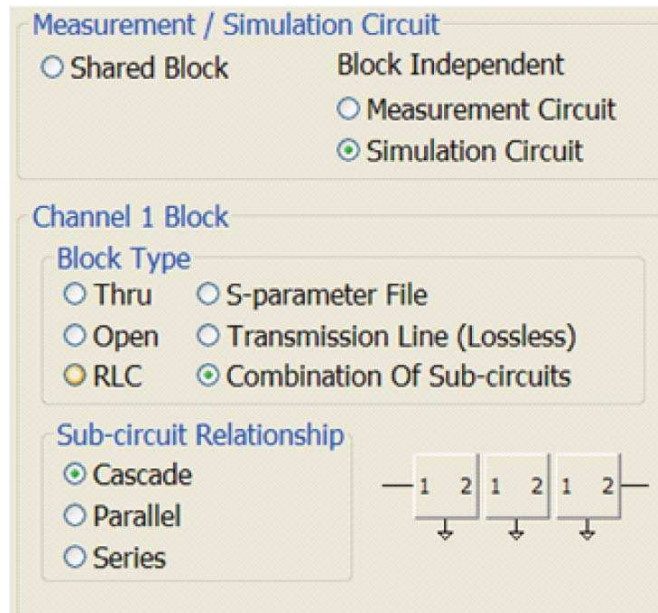 Measurement / Simulation Circuit
Shared Block Block Independent
Measurement Circuit
Simulation Circuit
Channel 1 Block
Block Type
Thru S-parameter File
Open Transmission Line (Lossless)
RLC Combination Of Sub-circuits
Sub-circuit Relationship
Cascade
1 2 1 2 1 2
Parallel
Series